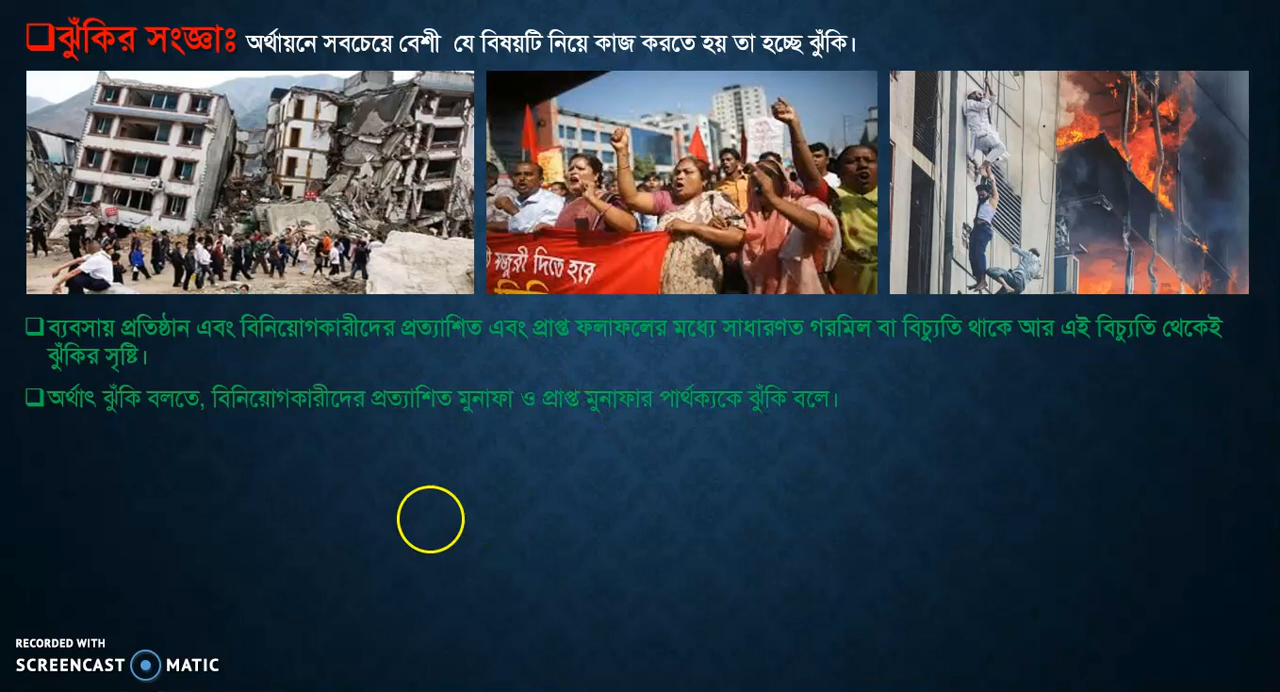 ঝুঁকির সংজ্ঞাঃ অর্থায়নে সবচেয়ে বেশী যে বিষয়টি নিয়ে কাজ করতে হয় তা হচ্ছে ঝুঁকি।
মজুরী দিতে হবে
ব্যবসায় প্রতিষ্ঠান এবং বিনিয়োগকারীদের প্রত্যাশিত এবং প্রাপ্ত ফলাফলের মধ্যে সাধারণত গরমিল বা বিচ্যুতি থাকে আর এই বিচ্যুতি থেকেই
ঝুঁকির সৃষ্টি।
অর্থাৎ ঝুঁকি বলতে, বিনিয়োগকারীদের প্রত্যাশিত মুনাফা ও প্রাপ্ত মুনাফার পার্থক্যকে ঝুঁকি বলে।
RECORDED WITH
SCREENCAST MATIC